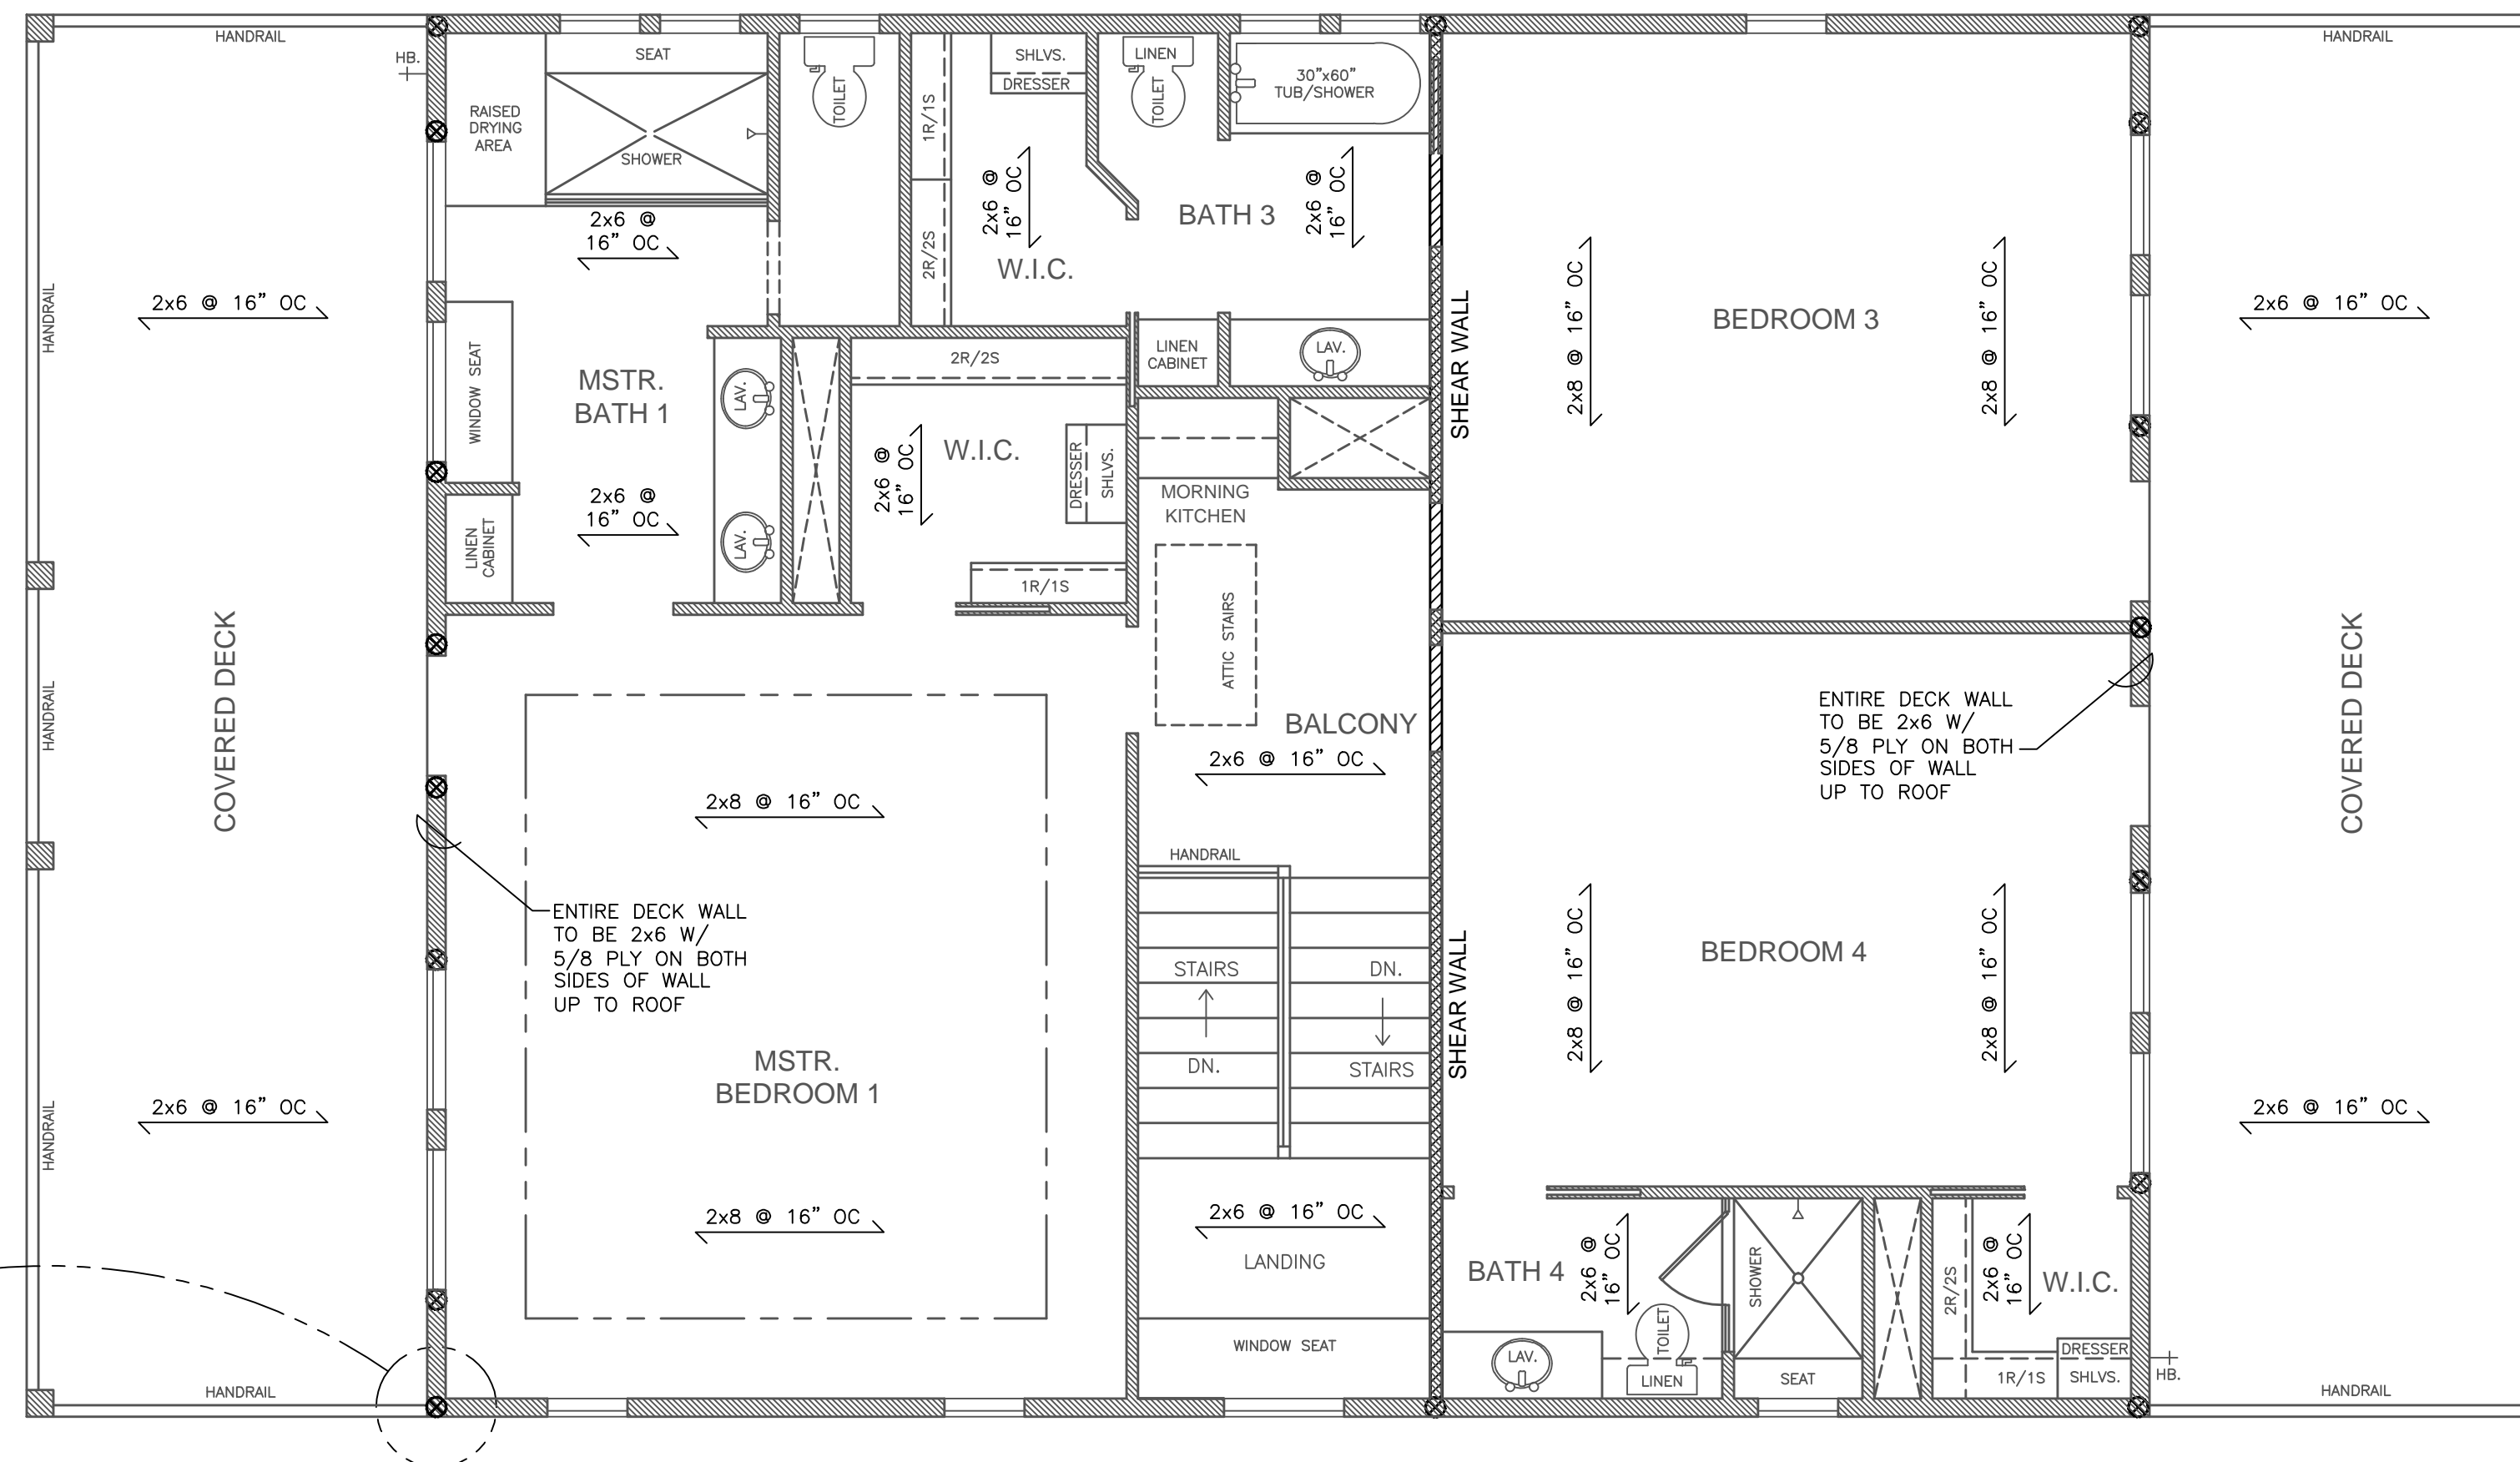 HANDRAIL
HB.
SEAT
RAISED
DRYING
AREA
SHOWER
TOILET
1R/1S
2R/2S
SHLVS.
DRESSER
LINEN
TOILET
30”x60”
TUB/SHOWER
HANDRAIL
2x6 @
16” OC
2x6 @
16” OC
2x6 @
16” OC
BATH 3
W.I.C.
HANDRAIL
2x6 @ 16” OC
WINDOW SEAT
MSTR.
BATH 1
LAV.
2R/2S
LINEN
CABINET
LAV.
SHEAR WALL
2x8 @ 16” OC
BEDROOM 3
2x8 @ 16” OC
2x6 @ 16” OC
W.I.C.
2x6 @
16” OC
DRESSER
SHLVS.
MORNING
KITCHEN
2x6 @
16” OC
LINEN
CABINET
LAV.
1R/1S
ATTIC STAIRS
COVERED DECK
HANDRAIL
BALCONY
2x6 @ 16” OC
2x8 @ 16” OC
ENTIRE DECK WALL
TO BE 2x6 W/
5/8 PLY ON BOTH
SIDES OF WALL
UP TO ROOF
COVERED DECK
HANDRAIL
ENTIRE DECK WALL
TO BE 2x6 W/
5/8 PLY ON BOTH
SIDES OF WALL
UP TO ROOF
STAIRS
DN.
DN.
STAIRS
SHEAR WALL
2x8 @ 16” OC
BEDROOM 4
2x8 @ 16” OC
MSTR.
BEDROOM 1
HANDRAIL
2x6 @ 16” OC
2x6 @ 16” OC
2x8 @ 16” OC
2x6 @ 16” OC
LANDING
BATH 4
2x6 @
16” OC
SHOWER
2R/2S
2x6 @
16” OC
W.I.C.
WINDOW SEAT
LAV.
TOILET
LINEN
SEAT
1R/1S
DRESSER
SHLVS.
HB.
HANDRAIL
HANDRAIL